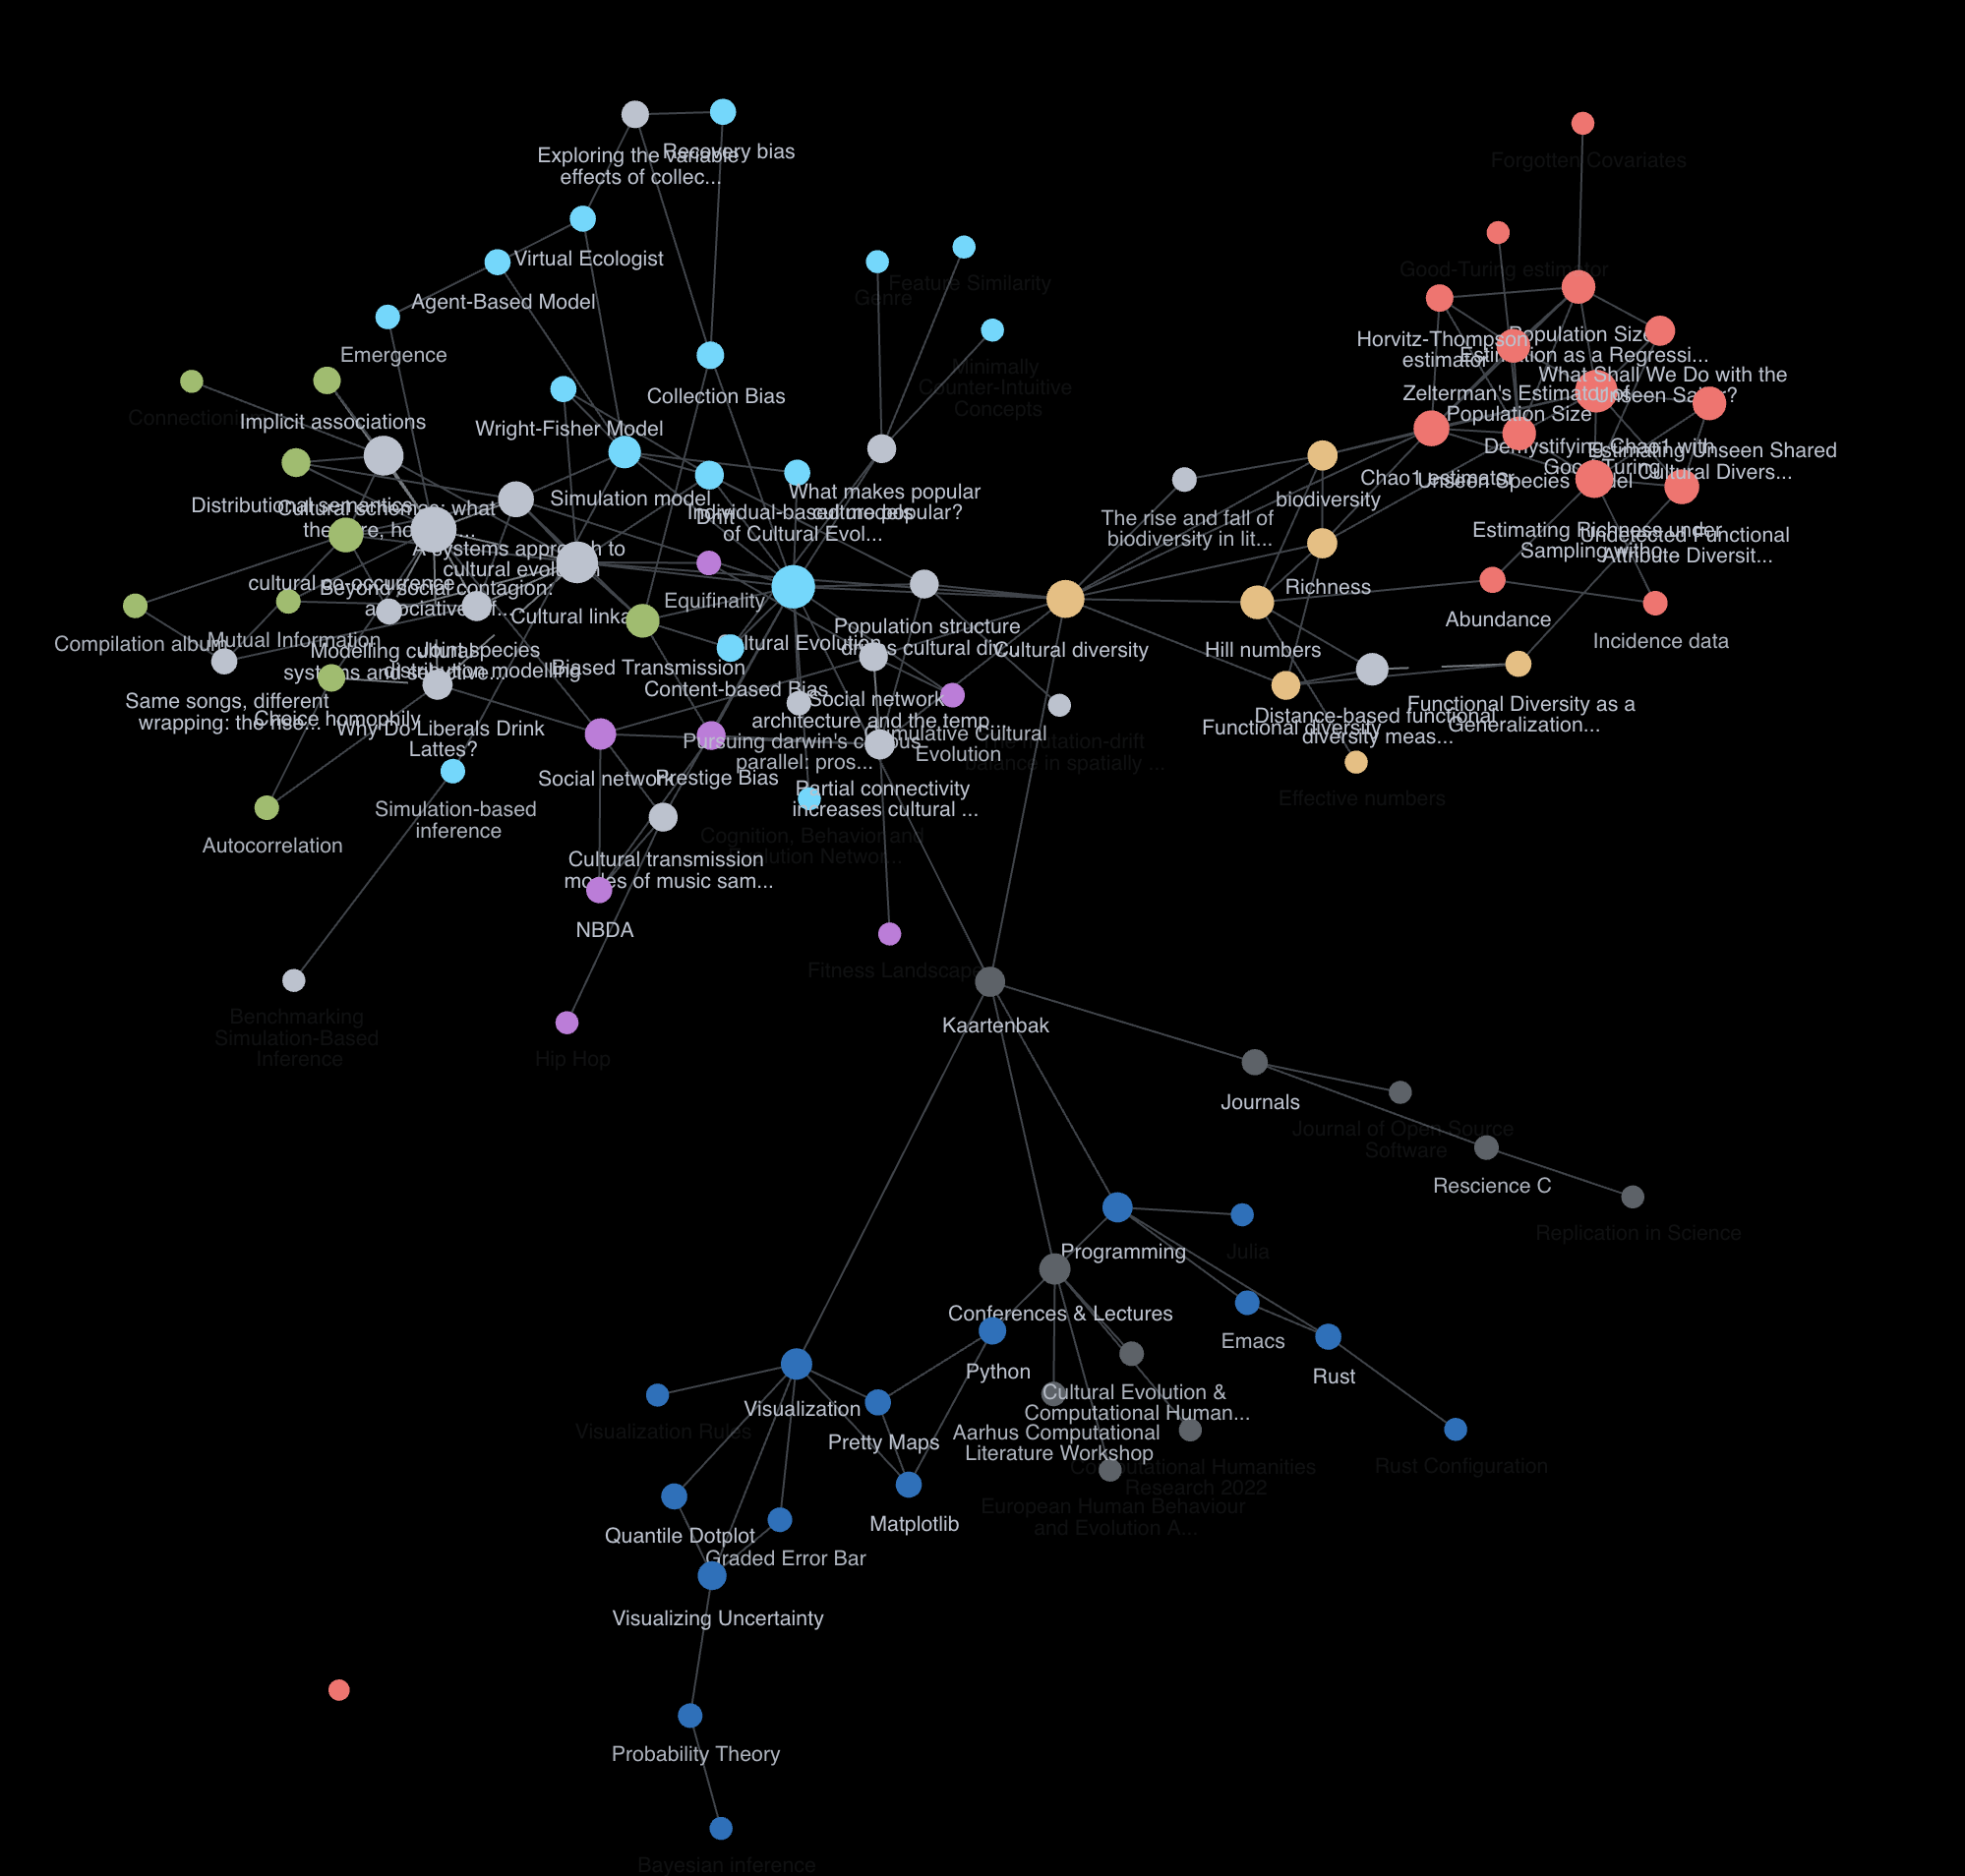 Recovery bias
Exploring the variable
effects of collec...
Forgotten Covariates
Virtual Ecologist
Agent-Based Model
Good-Turing estimator
Genre
Feature Similarity
Emergence
Horvitz-Thompson
estimator
Population Size
Estimation as a Regressi...
Minimally
Counter-Intuitive
Concepts
What Shall We Do with the
Unseen Sailor?
Collection Bias
Zelterman's Estimator of
Population Size
Implicit associations
Wright-Fisher Model
Demystifying Chao1 with
Good-Turing
Estimating Unseen Shared
Cultural Divers...
Chao1 estimator
Unseen Species Model
biodiversity
Simulation model
What makes popular
culture popular?
Distributional semantics
Cultural schemas: what
Drift
Individual-based models
of Cultural Evol...
The rise and fall of
biodiversity in lit...
Estimating Richness under
Sampling witho...
Undetected Functional
Attribute Diversit...
A systems approach to
cultural evolution
cultural co-occurrence
Beyond social contagion:
associative
Richness
Equifinality
Abundance
Cultural linka
Compilation album
Mutual Information
Population structure
drives cultural div...
Cultural Evolution
Cultural diversity
Hill numbers
Incidence data
Modelling cultural
systems and selective...
Joint species
distribution modelling
Biased Transmission
Content-based Bias
Same songs, different
wrapping: the rise...
Choice homophily
Why Do Liberals Drink
Lattes?
Social network
architecture and the temp...
Functional diversity
Distance-based functional
diversity meas...
Functional Diversity as a
Generalization...
Cumulative Cultural
Evolution
Pursuing darwin's curious
parallel: pros...
The mutation-drift
balance in spatially ...
Social network
Prestige Bias
Partial connectivity
increases cultural ...
Effective numbers
Simulation-based
inference
Cognition, Behavior and
Evolution Networ...
Autocorrelation
Cultural transmission
modes of music sam...
NBDA
Fitness Landscape
Benchmarking
Simulation-Based
Inference
Kaartenbak
Hip Hop
Journals
Journal of Open Source
Software
Rescience C
Replication in Science
Programming
Julia
Conferences & Lectures
Emacs
Python
Rust
Cultural Evolution &
Computational Human...
Visualization
Visualization Rules
Pretty Maps
Aarhus Computational
Literature Workshop
Computational Humanities
Research 2022
Rust Configuration
European Human Behaviour
and Evolution A...
Matplotlib
Quantile Dotplot
Graded Error Bar
Visualizing Uncertainty
Probability Theory
Bayesian inference